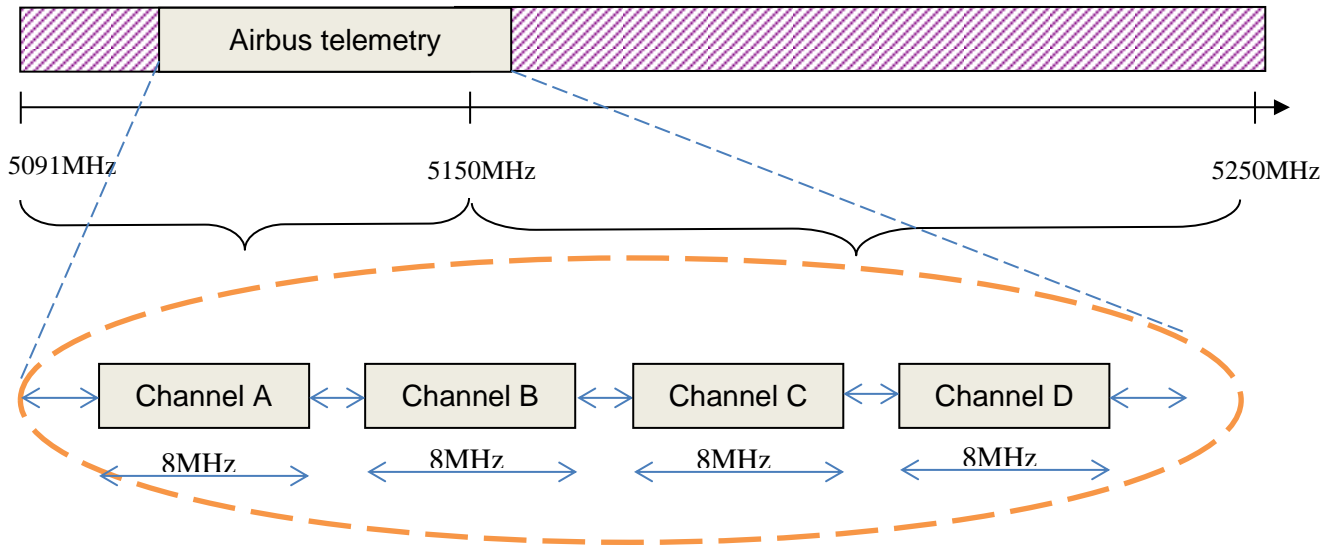 Airbus telemetry
5091MHz
5150MHz
5250MHz
Channel A
Channel B
Channel C
Channel D
8MHz
8MHz
8MHz
8MHz